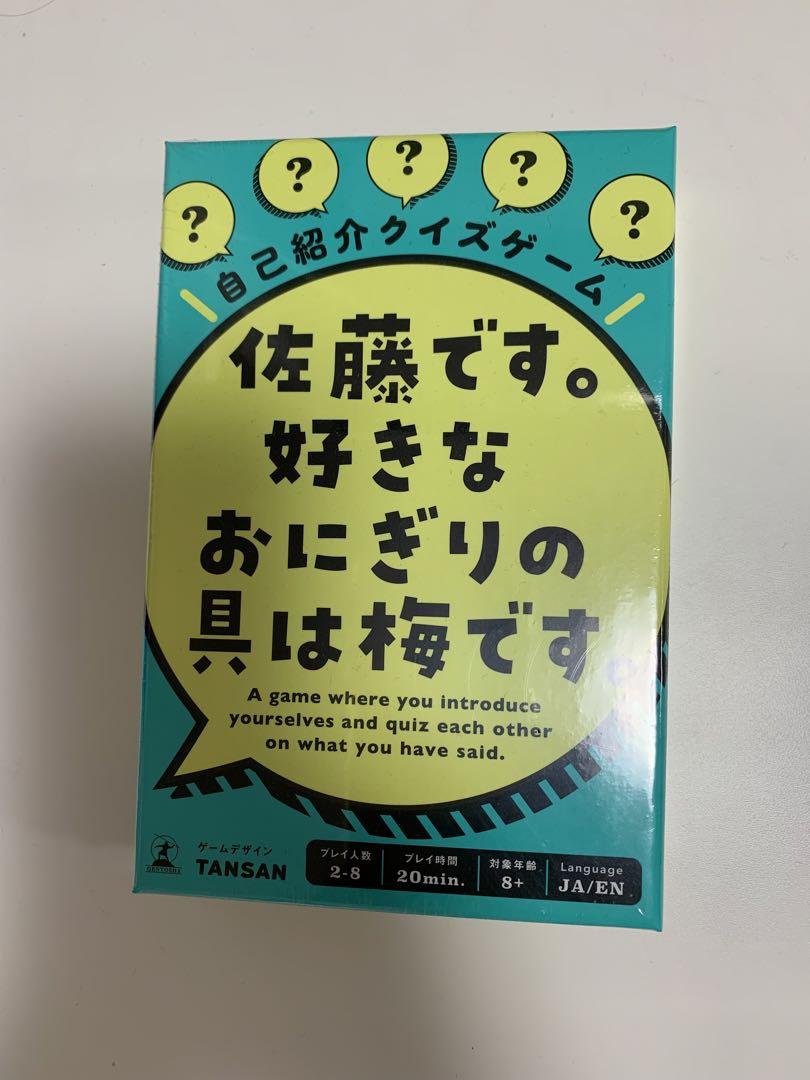 ? ? ? ? ?
自己紹介クイズゲーム
佐藤です。
好きな
おにぎりの
具は梅です。
A game where you introduce
yourselves and quiz each other
on what you have said.
GENTOSHA
ゲームデザイン
TANSAN
プレイ人数
2-8
プレイ時間
20min.
対象年齢
8+
Language
JA/EN